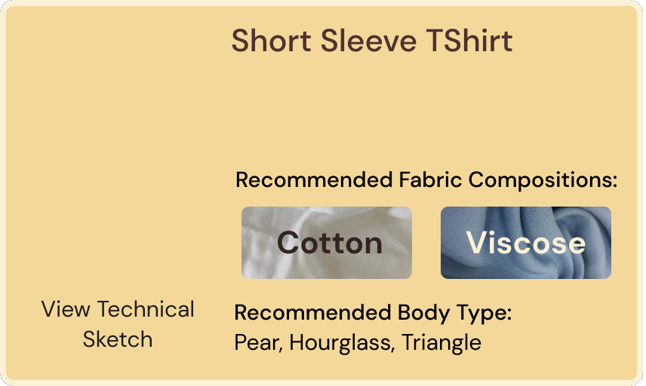 Short Sleeve TShirt
Recommended Fabric Compositions:
Cotton
Viscose
View Technical
Sketch
Recommended Body Type:
Pear, Hourglass, Triangle